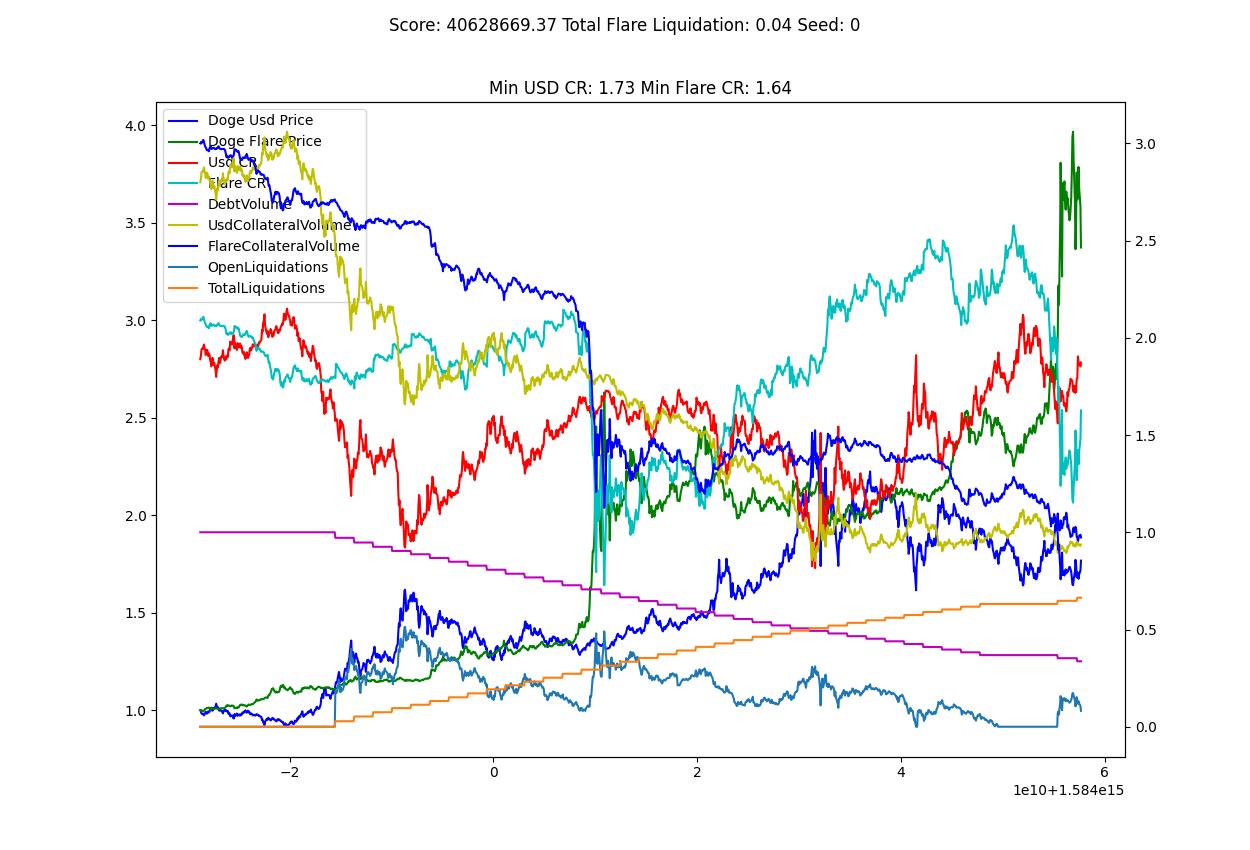 Score: 40628669.37 Total Flare Liquidation: 0.04 Seed: 0
Min USD CR: 1.73 Min Flare CR: 1.64
Doge Usd Price
Doge Flare Price
Usd CR
Flare CR
DebtVolume
UsdCollateralVolume
FlareCollateralVolume
OpenLiquidations
TotalLiquidations
4.0
3.5
3.0
2.5
2.0
1.5
1.0
3.0
2.5
2.0
1.5
1.0
0.5
0.0
−2
0
2
4
6
1e10+1.584e15